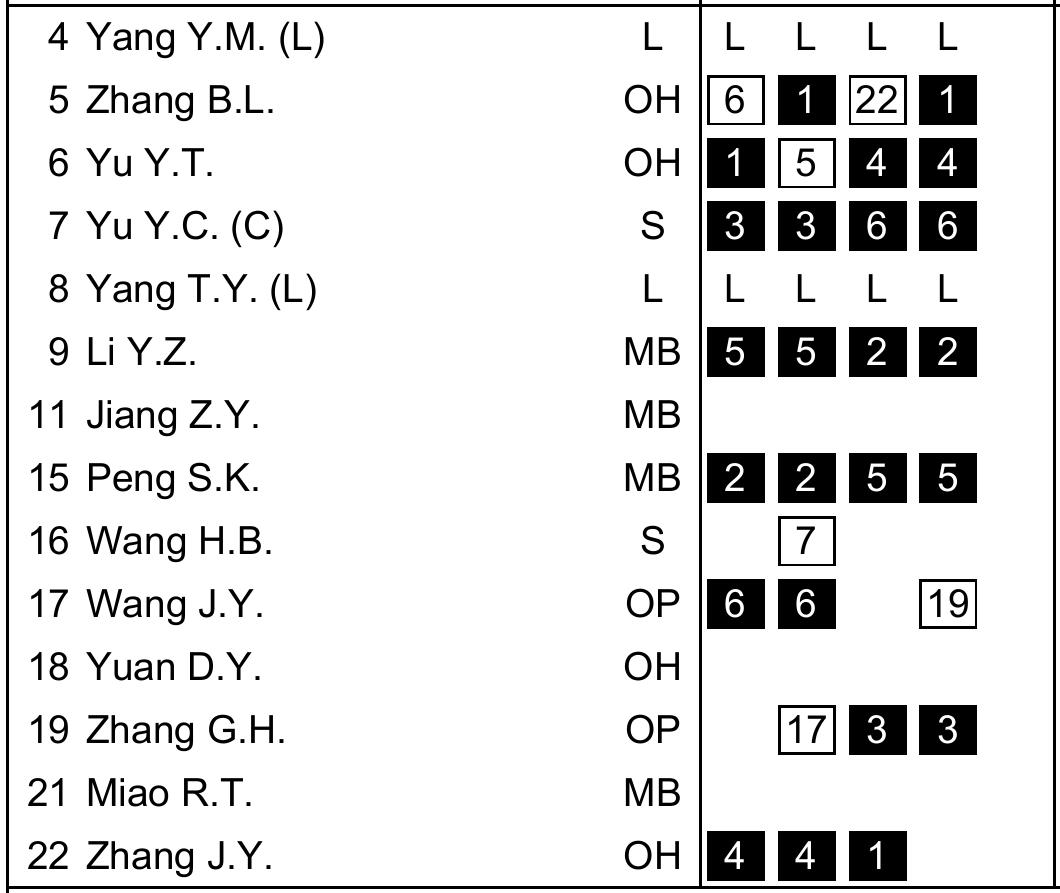 4 Yang Y.M. (L) L L L L L
5 Zhang B.L. OH 6 1 22 1
6 Yu Y.T. OH 1 5 4 4
7 Yu Y.C. (C) S 3 3 6 6
8 Yang T.Y. (L) L L L L L
9 Li Y.Z. MB 5 5 2 2
11 Jiang Z.Y. MB
15 Peng S.K. MB 2 2 5 5
16 Wang H.B. S 7
17 Wang J.Y. OP 6 6 19
18 Yuan D.Y. OH
19 Zhang G.H. OP 17 3 3
21 Miao R.T. MB
22 Zhang J.Y. OH 4 4 1